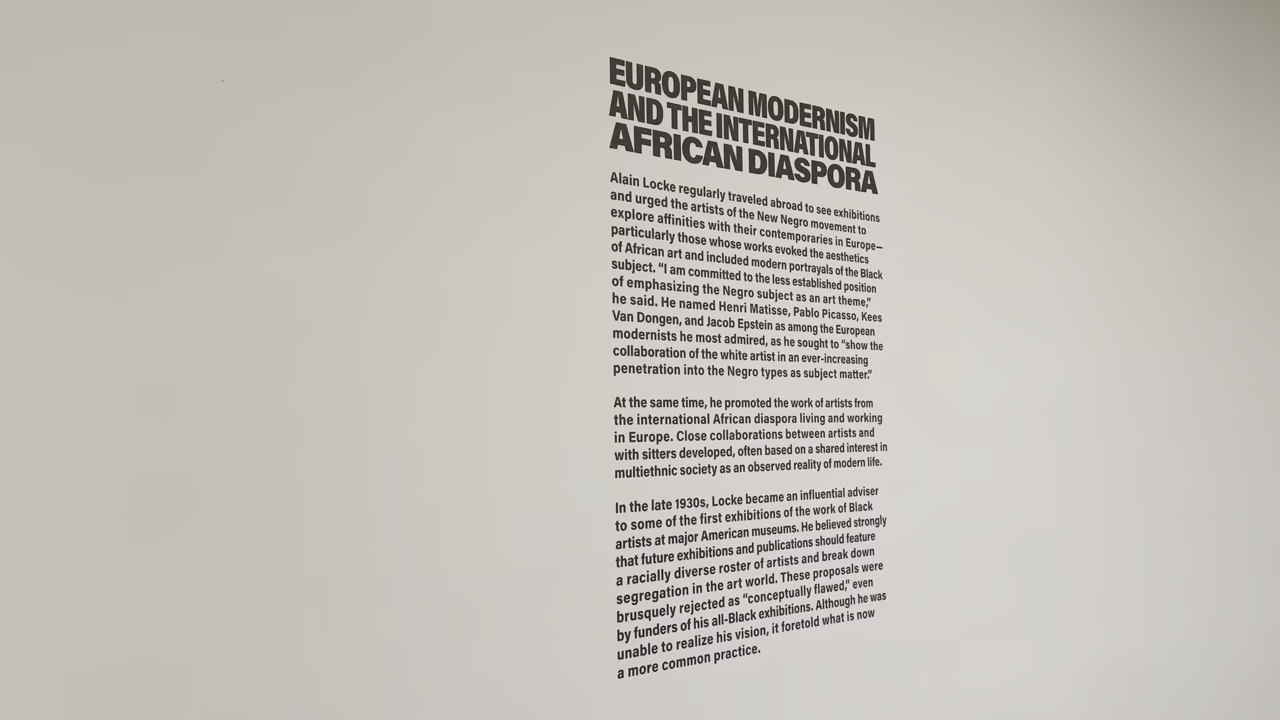 EUROPEAN MODERNISM
AND THE INTERNATIONAL
AFRICAN DIASPORA
Alain Locke regularly traveled abroad to see exhibitions
and urged the artists of the New Negro movement to
explore affinities with their contemporaries in Europe—
particularly those whose works evoked the aesthetics
of African art and included modern portrayals of the Black
subject. “I am committed to the less established position
of emphasizing the Negro subject as an art theme,”
he said. He named Henri Matisse, Pablo Picasso, Kees
Van Dongen, and Jacob Epstein as among the European
modernists he most admired, as he sought to “show the
collaboration of the white artist in an ever-increasing
penetration into the Negro types as subject matter.”
At the same time, he promoted the work of artists from
the international African diaspora living and working
in Europe. Close collaborations between artists and
with sitters developed, often based on a shared interest in
multiethnic society as an observed reality of modern life.
In the late 1930s, Locke became an influential adviser
to some of the first exhibitions of the work of Black
artists at major American museums. He believed strongly
that future exhibitions and publications should feature
a racially diverse roster of artists and break down
segregation in the art world. These proposals were
brusquely rejected as “conceptually flawed,” even
by funders of his all-Black exhibitions. Although he was
unable to realize his vision, it foretold what is now
a more common practice.